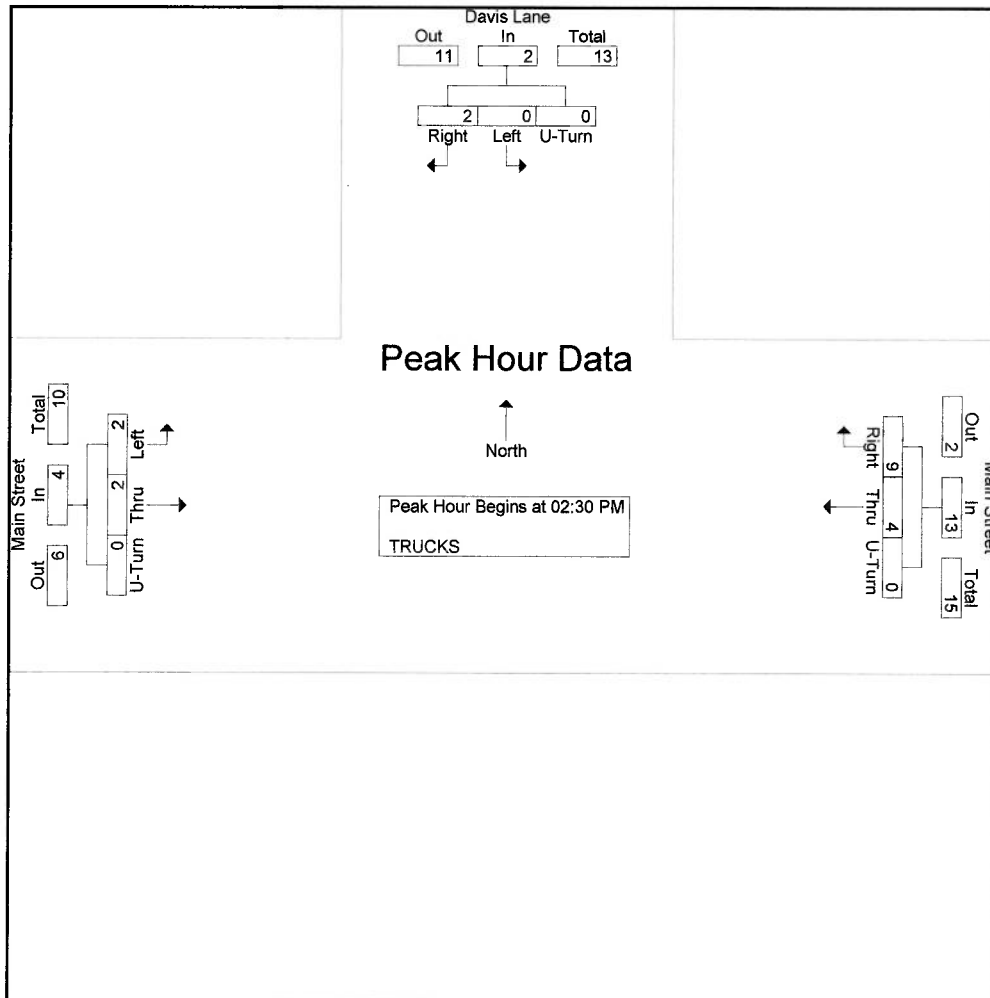 Davis Lane
Out In Total
11 2 13
2 0 0
Right Left U-Turn
Peak Hour Data
North
Peak Hour Begins at 02:30 PM
TRUCKS
Main Street
Total In Out
10 4 6
2 2 0
Left Thru U-Turn
Main Street
Out In Total
2 13 15
9 4 0
Right Thru U-Turn